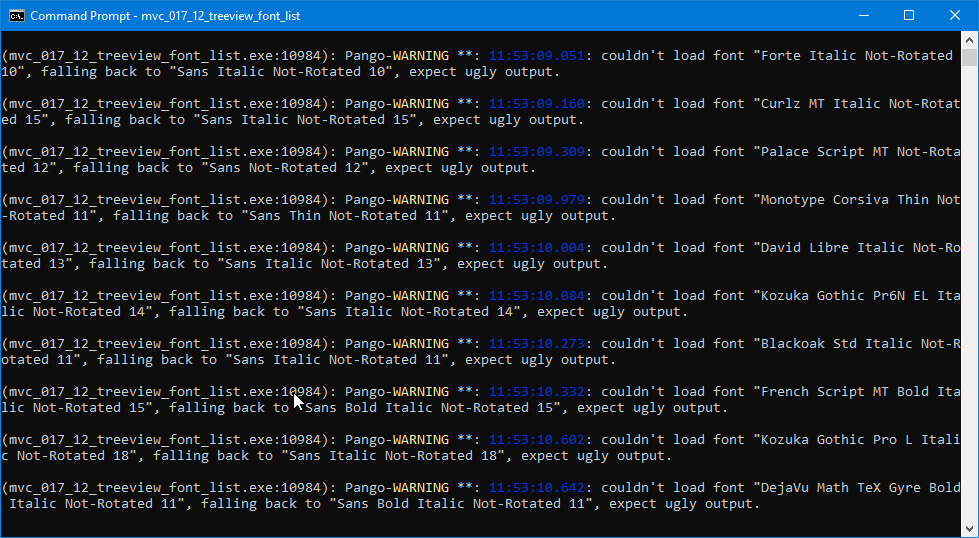 Command Prompt - mvc_017_12_treeview_font_list
(mvc_017_12_treeview_font_list.exe:10984): Pango-WARNING **: 11:53:09.051: couldn't load font "Forte Italic Not-Rotated
10", falling back to "Sans Italic Not-Rotated 10", expect ugly output.
(mvc_017_12_treeview_font_list.exe:10984): Pango-WARNING **: 11:53:09.160: couldn't load font "Curlz MT Italic Not-Rotat
ed 15", falling back to "Sans Italic Not-Rotated 15", expect ugly output.
(mvc_017_12_treeview_font_list.exe:10984): Pango-WARNING **: 11:53:09.309: couldn't load font "Palace Script MT Not-Rota
ted 12", falling back to "Sans Not-Rotated 12", expect ugly output.
(mvc_017_12_treeview_font_list.exe:10984): Pango-WARNING **: 11:53:09.979: couldn't load font "Monotype Corsiva Thin Not
-Rotated 11", falling back to "Sans Thin Not-Rotated 11", expect ugly output.
(mvc_017_12_treeview_font_list.exe:10984): Pango-WARNING **: 11:53:10.004: couldn't load font "David Libre Italic Not-Ro
tated 13", falling back to "Sans Italic Not-Rotated 13", expect ugly output.
(mvc_017_12_treeview_font_list.exe:10984): Pango-WARNING **: 11:53:10.084: couldn't load font "Kozuka Gothic Pr6N EL Ita
lic Not-Rotated 14", falling back to "Sans Italic Not-Rotated 14", expect ugly output.
(mvc_017_12_treeview_font_list.exe:10984): Pango-WARNING **: 11:53:10.273: couldn't load font "Blackoak Std Italic Not-R
otated 11", falling back to "Sans Italic Not-Rotated 11", expect ugly output.
(mvc_017_12_treeview_font_list.exe:10984): Pango-WARNING **: 11:53:10.332: couldn't load font "French Script MT Bold Ita
lic Not-Rotated 15", falling back to "Sans Bold Italic Not-Rotated 15", expect ugly output.
(mvc_017_12_treeview_font_list.exe:10984): Pango-WARNING **: 11:53:10.602: couldn't load font "Kozuka Gothic Pro L Itali
c Not-Rotated 18", falling back to "Sans Italic Not-Rotated 18", expect ugly output.
(mvc_017_12_treeview_font_list.exe:10984): Pango-WARNING **: 11:53:10.642: couldn't load font "DejaVu Math TeX Gyre Bold
 Italic Not-Rotated 11", falling back to "Sans Bold Italic Not-Rotated 11", expect ugly output.